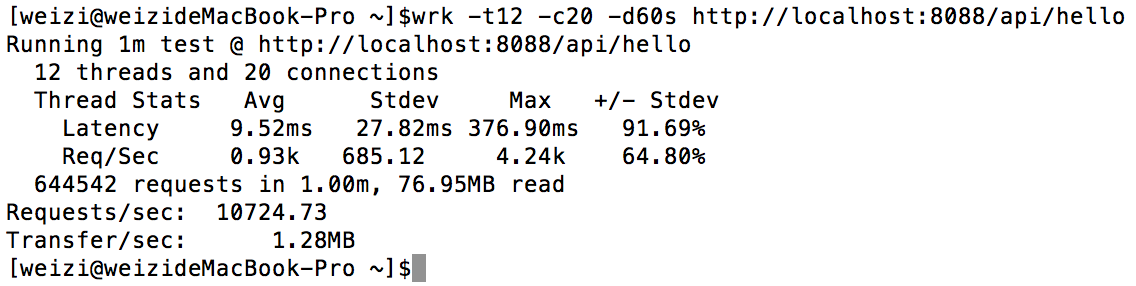 [weizi@weizideMacBook-Pro ~]$wrk -t12 -c20 -d60s http://localhost:8088/api/hello
Running 1m test @ http://localhost:8088/api/hello
  12 threads and 20 connections
  Thread Stats   Avg      Stdev     Max   +/- Stdev
    Latency     9.52ms   27.82ms 376.90ms   91.69%
    Req/Sec     0.93k   685.12     4.24k    64.80%
  644542 requests in 1.00m, 76.95MB read
Requests/sec:  10724.73
Transfer/sec:      1.28MB
[weizi@weizideMacBook-Pro ~]$